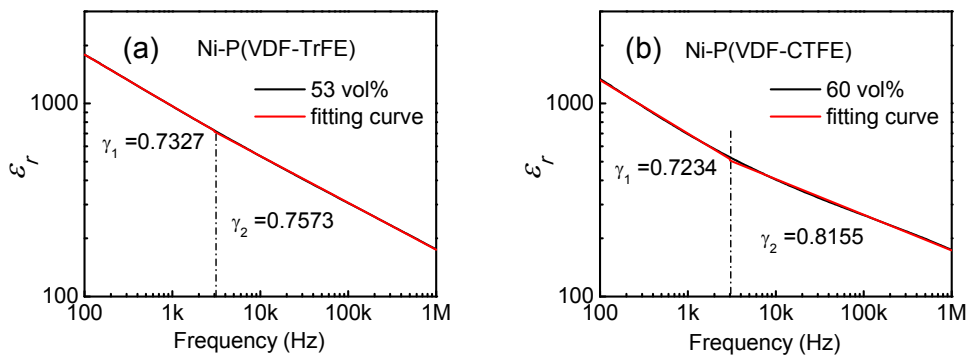 (a) Ni-P(VDF-TrFE)
53 vol%
fitting curve
γ1 =0.7327
γ2 =0.7573
εr
1000
100
100 1k 10k 100k 1M
Frequency (Hz)
(b) Ni-P(VDF-CTFE)
60 vol%
fitting curve
γ1 =0.7234
γ2 =0.8155
εr
1000
100
100 1k 10k 100k 1M
Frequency (Hz)